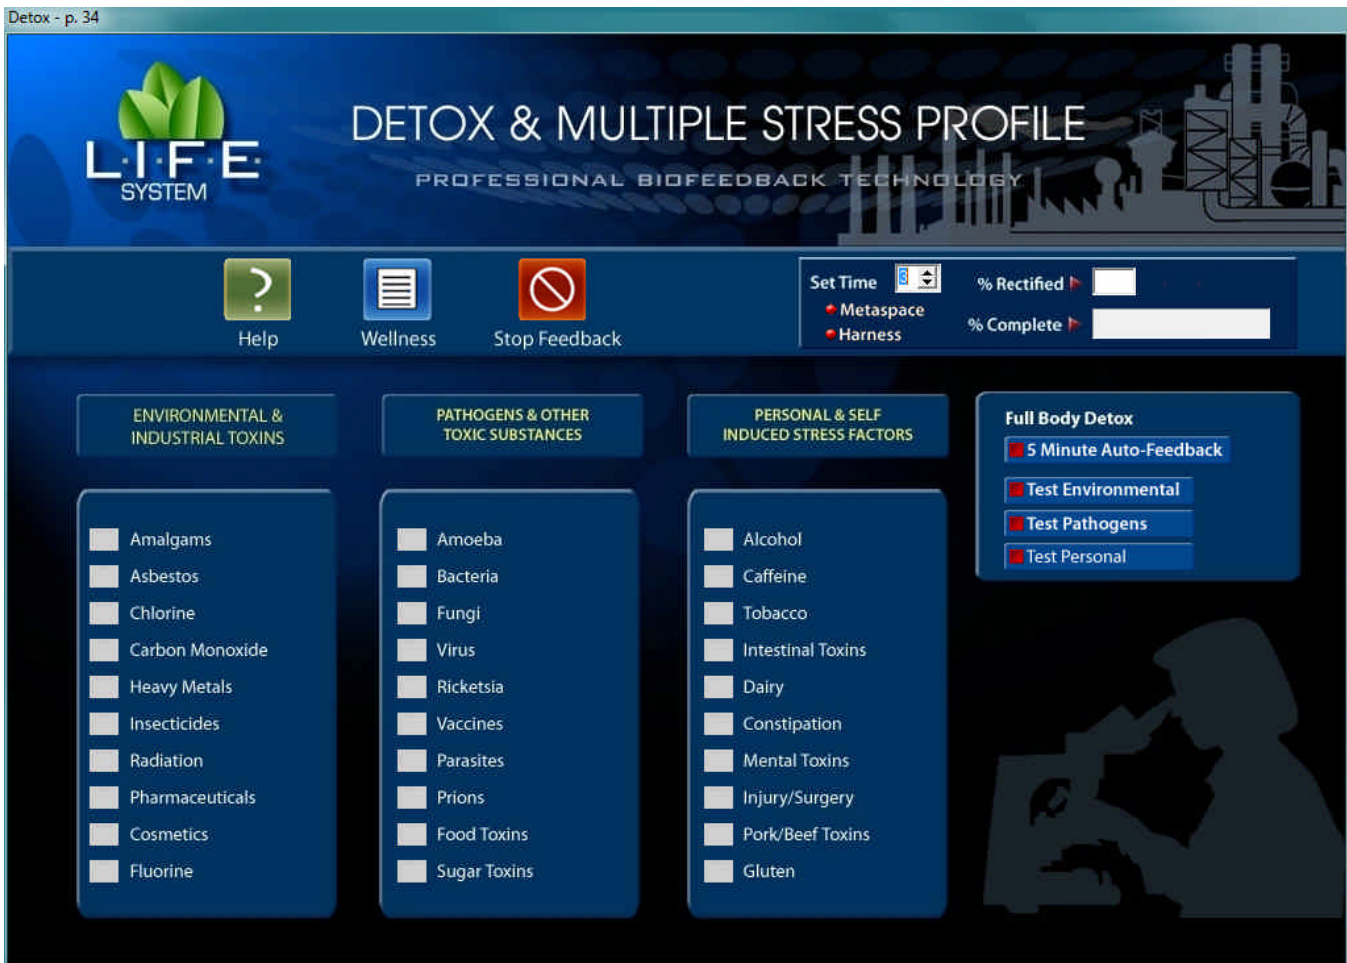 Detox - p. 34
L·I·F·E·
SYSTEM
DETOX & MULTIPLE STRESS PROFILE
PROFESSIONAL BIOFEEDBACK TECHNOLOGY
?
Help
Wellness
Stop Feedback
Set Time 3
Metaspace
Harness
% Rectified
% Complete
ENVIRONMENTAL &
INDUSTRIAL TOXINS
Amalgams
Asbestos
Chlorine
Carbon Monoxide
Heavy Metals
Insecticides
Radiation
Pharmaceuticals
Cosmetics
Fluorine
PATHOGENS & OTHER
TOXIC SUBSTANCES
Amoeba
Bacteria
Fungi
Virus
Ricketsia
Vaccines
Parasites
Prions
Food Toxins
Sugar Toxins
PERSONAL & SELF
INDUCED STRESS FACTORS
Alcohol
Caffeine
Tobacco
Intestinal Toxins
Dairy
Constipation
Mental Toxins
Injury/Surgery
Pork/Beef Toxins
Gluten
Full Body Detox
5 Minute Auto-Feedback
Test Environmental
Test Pathogens
Test Personal